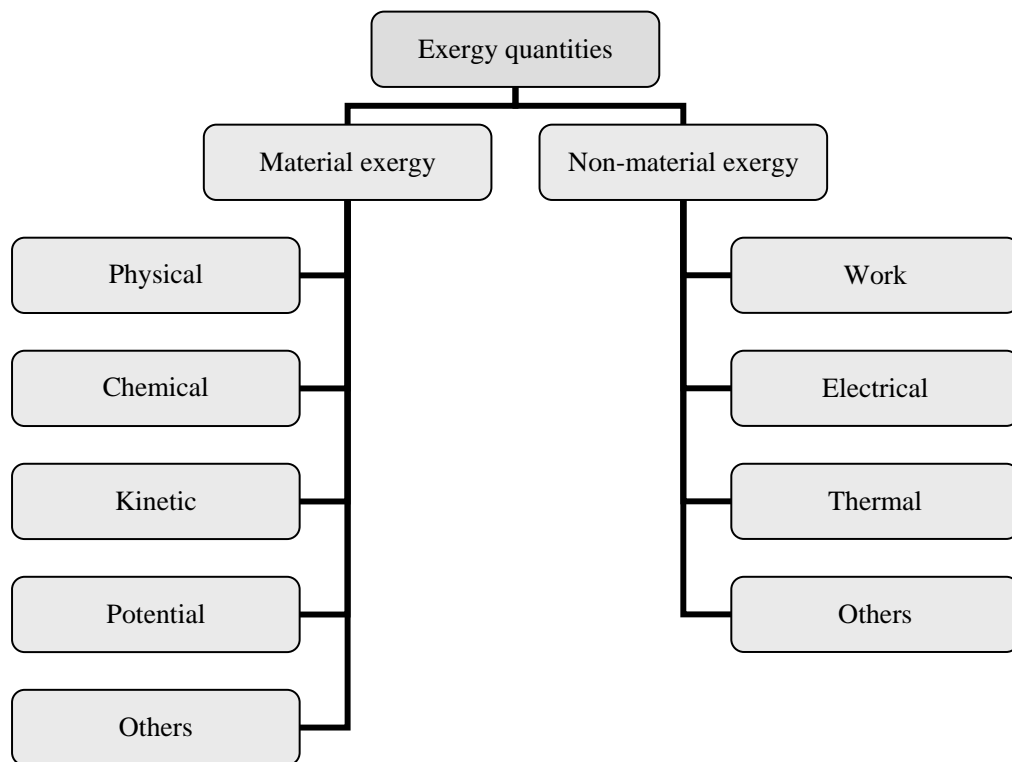 Exergy quantities
Material exergy
Non-material exergy
Physical
Chemical
Kinetic
Potential
Others
Work
Electrical
Thermal
Others